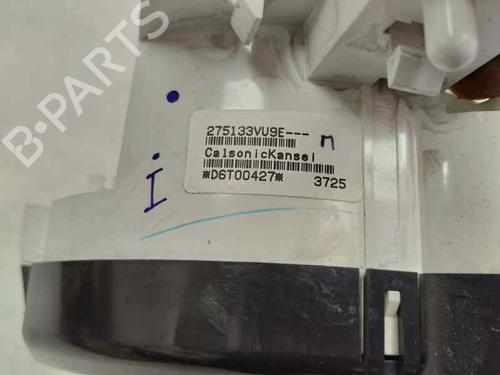 275133VU9E---
n
CalsonicKansei
*D6T00427* 3725
I
B-PARTS